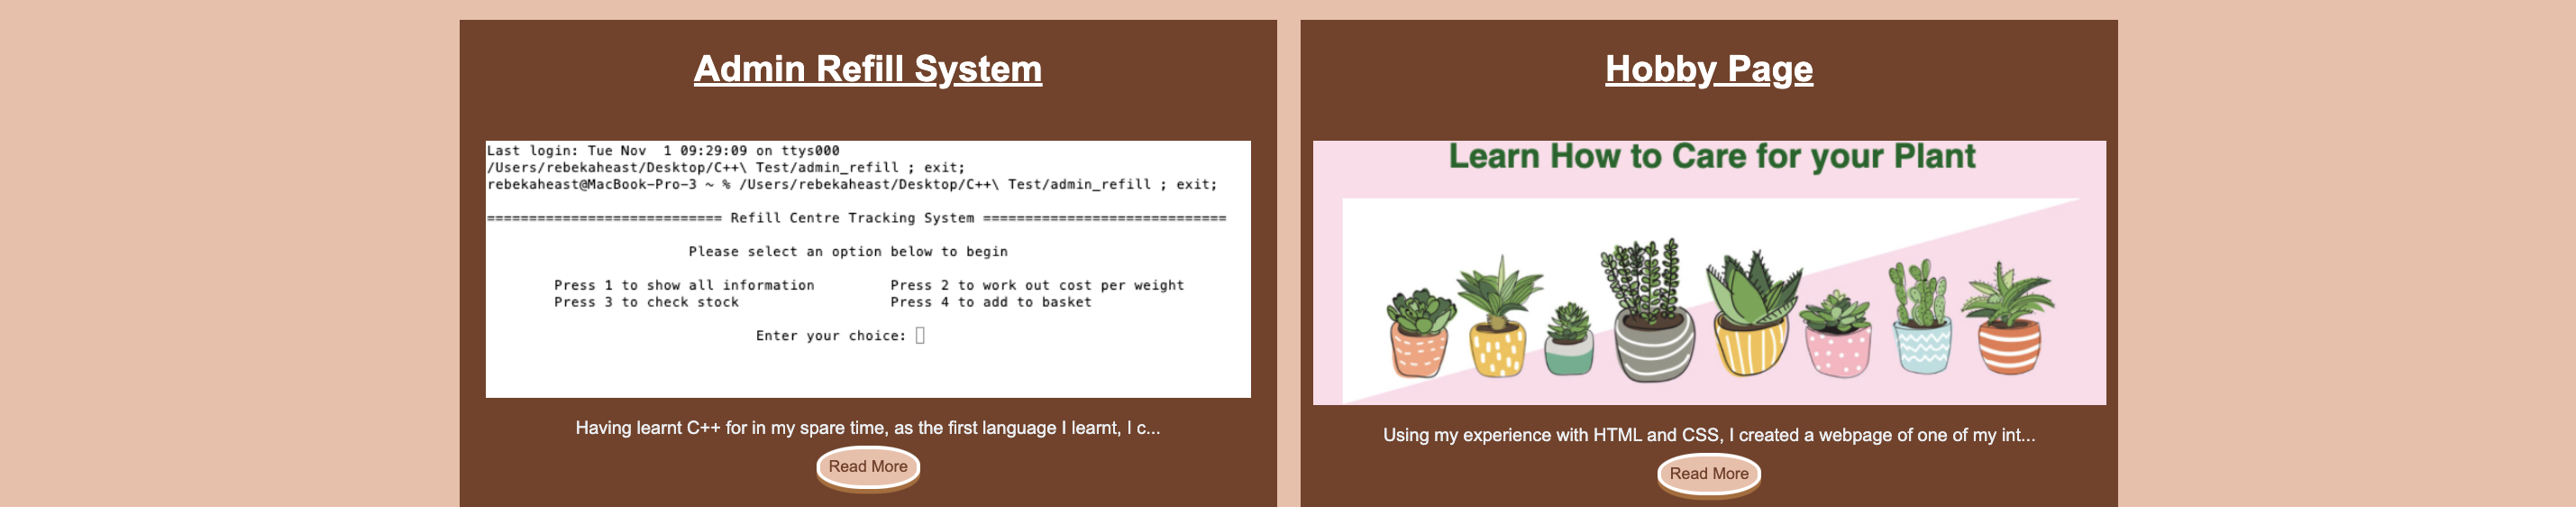 Admin Refill System
Last login: Tue Nov  1 09:29:09 on ttys000
/Users/rebekaheast/Desktop/C++\ Test/admin_refill ; exit;
rebekaheast@MacBook-Pro-3 ~ % /Users/rebekaheast/Desktop/C++\ Test/admin_refill ; exit;
============================ Refill Centre Tracking System =============================
Please select an option below to begin
Press 1 to show all information         Press 2 to work out cost per weight
Press 3 to check stock                  Press 4 to add to basket
Enter your choice:
Having learnt C++ for in my spare time, as the first language I learnt, I c...
Read More
Hobby Page
Learn How to Care for your Plant
Using my experience with HTML and CSS, I created a webpage of one of my int...
Read More